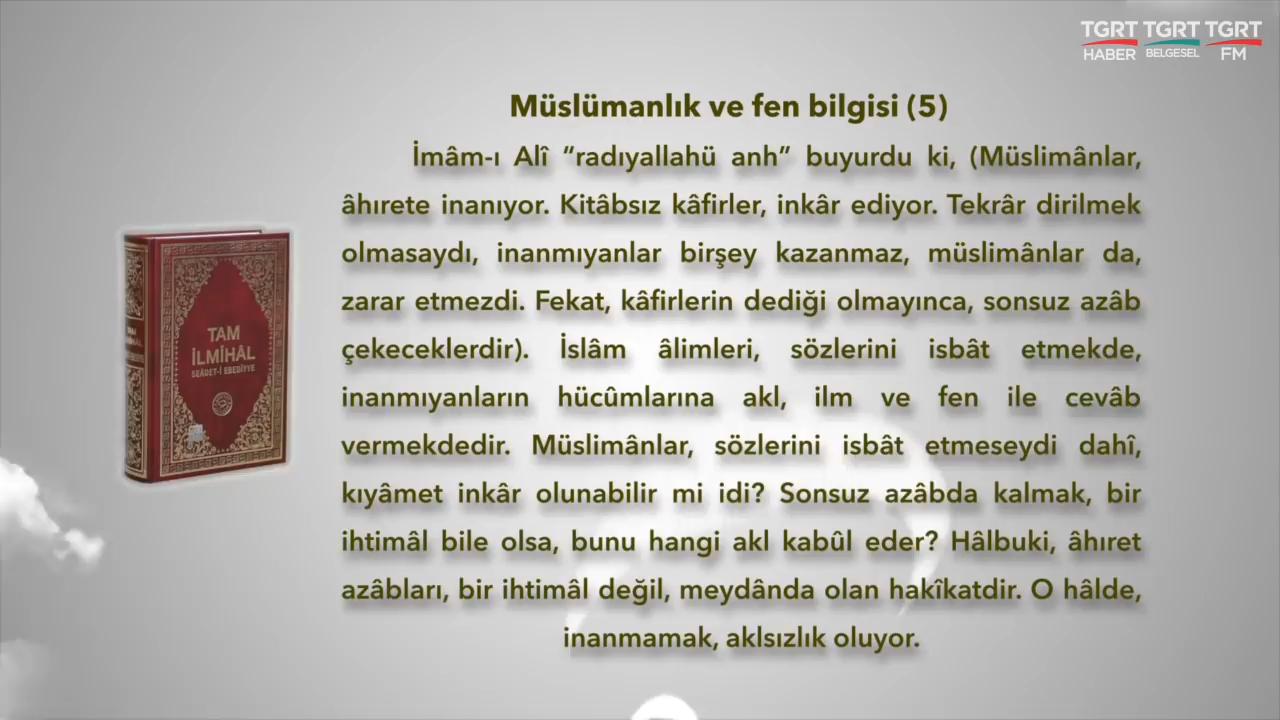 TGRT TGRT TGRT
HABER BELGESEL FM
Müslümanlık ve fen bilgisi (5)
İmâm-ı Alî “radıyallahü anh” buyurdu ki, (Müslimânlar,
âhırete inanıyor. Kitâbsız kâfirler, inkâr ediyor. Tekrâr dirilmek
olmasaydı, inanmıyanlar birşey kazanmaz, müslimânlar da,
zarar etmezdi. Fekat, kâfirlerin dediği olmayınca, sonsuz azâb
çekeceklerdir). İslâm âlimleri, sözlerini isbât etmekde,
inanmıyanların hücûmlarına akl, ilm ve fen ile cevâb
vermekdedir. Müslimânlar, sözlerini isbât etmeseydi dahî,
kıyâmet inkâr olunabilir mi idi? Sonsuz azâbda kalmak, bir
ihtimâl bile olsa, bunu hangi akl kabûl eder? Hâlbuki, âhıret
azâbları, bir ihtimâl değil, meydânda olan hakîkatdir. O hâlde,
inanmamak, aklsızlık oluyor.
TAM
İLMİHÂL
SEÂDET-İ EBEDİYYE